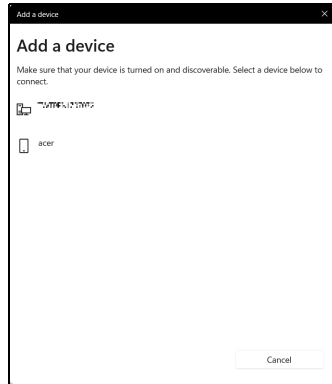 Add a device
Add a device
Make sure that your device is turned on and discoverable. Select a device below to
connect.
acer
Cancel